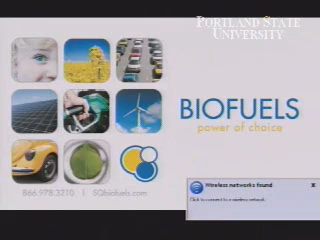 PORTLAND STATE
UNIVERSITY
BIOFUELS
power of choice
866.978.3210 | SQbiofuels.com
Wireless networks found X
Click to connect to a wireless network